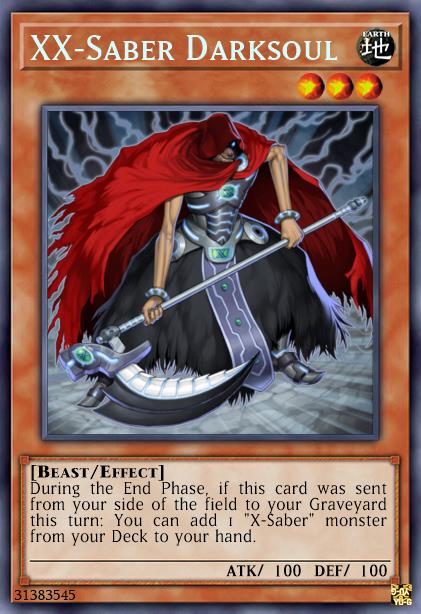 XX-Saber Darksoul
EARTH
地
[Beast/Effect]
During the End Phase, if this card was sent
from your side of the field to your Graveyard
this turn: You can add 1 "X-Saber" monster
from your Deck to your hand.
ATK/ 100 DEF/ 100
31383545